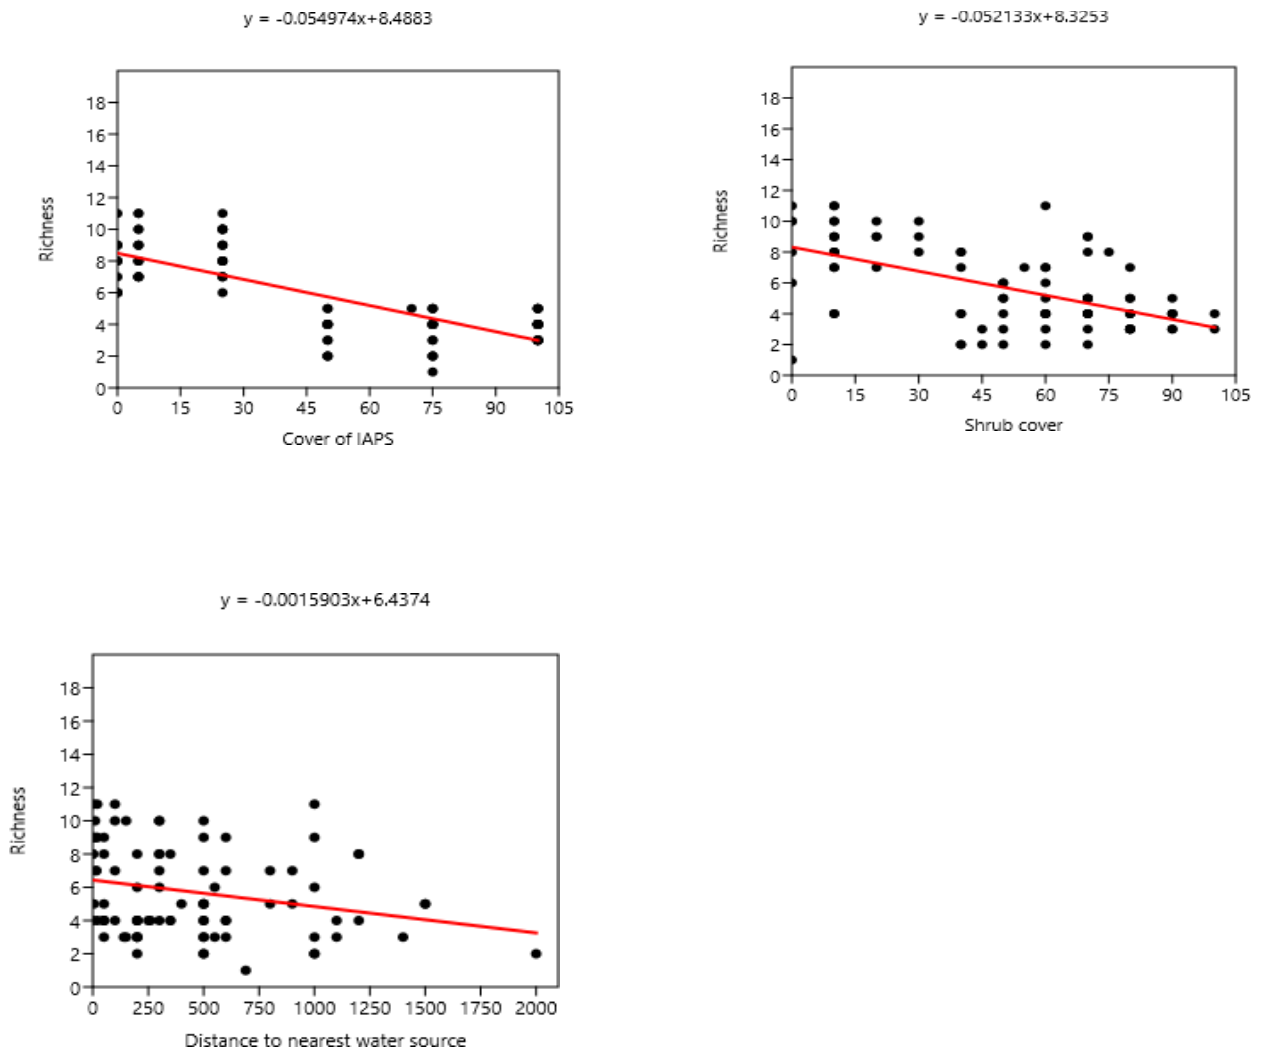 y = -0.054974x+8.4883
18
16
14
12
10
8
6
4
2
0
Richness
0 15 30 45 60 75 90 105
Cover of IAPS
y = -0.052133x+8.3253
18
16
14
12
10
8
6
4
2
0
Richness
0 15 30 45 60 75 90 105
Shrub cover
y = -0.0015903x+6.4374
18
16
14
12
10
8
6
4
2
0
Richness
0 250 500 750 1000 1250 1500 1750 2000
Distance to nearest water source